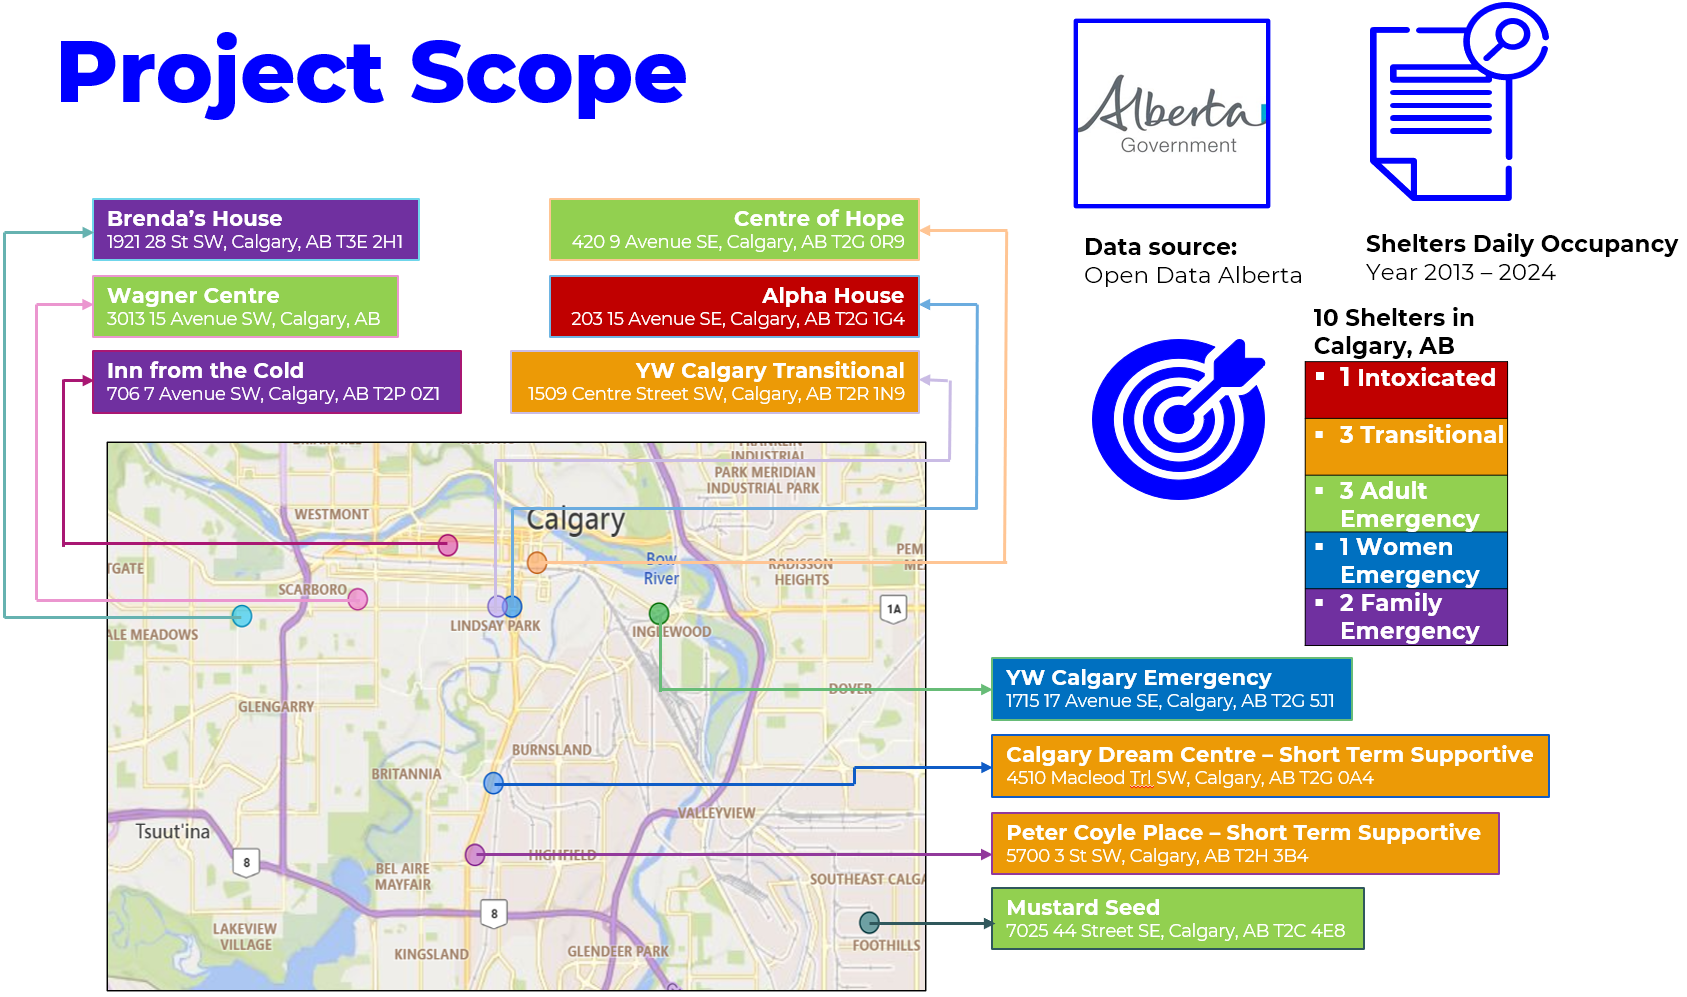 Project Scope
Alberta
Government
Data source:
Open Data Alberta
Shelters Daily Occupancy
Year 2013 – 2024
10 Shelters in
Calgary, AB
1 Intoxicated
3 Transitional
3 Adult
Emergency
1 Women
Emergency
2 Family
Emergency
Brenda's House
1921 28 St SW, Calgary, AB T3E 2H1
Wagner Centre
3013 15 Avenue SW, Calgary, AB
Inn from the Cold
706 7 Avenue SW, Calgary, AB T2P 0Z1
Centre of Hope
420 9 Avenue SE, Calgary, AB T2G 0R9
Alpha House
203 15 Avenue SE, Calgary, AB T2G 1G4
YW Calgary Transitional
1509 Centre Street SW, Calgary, AB T2R 1N9
FRANKLIN
INDUSTRIAL
PARK MERIDIAN
INDUSTRIAL PARK
WESTMONT
Calgary
Bow
River
RADISSON
HEIGHTS
PEM
ME
TGATE
SCARBORO
1A
ALE MEADOWS
LINDSAY PARK
INGLEWOOD
DOVER
GLENGARRY
BURNSLAND
BRITANNIA
VALLEYVIEW
Tsuut'ina
8
HIGHFIELD
BEL AIRE
MAYFAIR
SOUTHEAST CALGA
8
LAKEVIEW
VILLAGE
KINGSLAND
GLENDEER PARK
FOOTHILLS
YW Calgary Emergency
1715 17 Avenue SE, Calgary, AB T2G 5J1
Calgary Dream Centre – Short Term Supportive
4510 Macleod Trl SW, Calgary, AB T2G 0A4
Peter Coyle Place – Short Term Supportive
5700 3 St SW, Calgary, AB T2H 3B4
Mustard Seed
7025 44 Street SE, Calgary, AB T2C 4E8